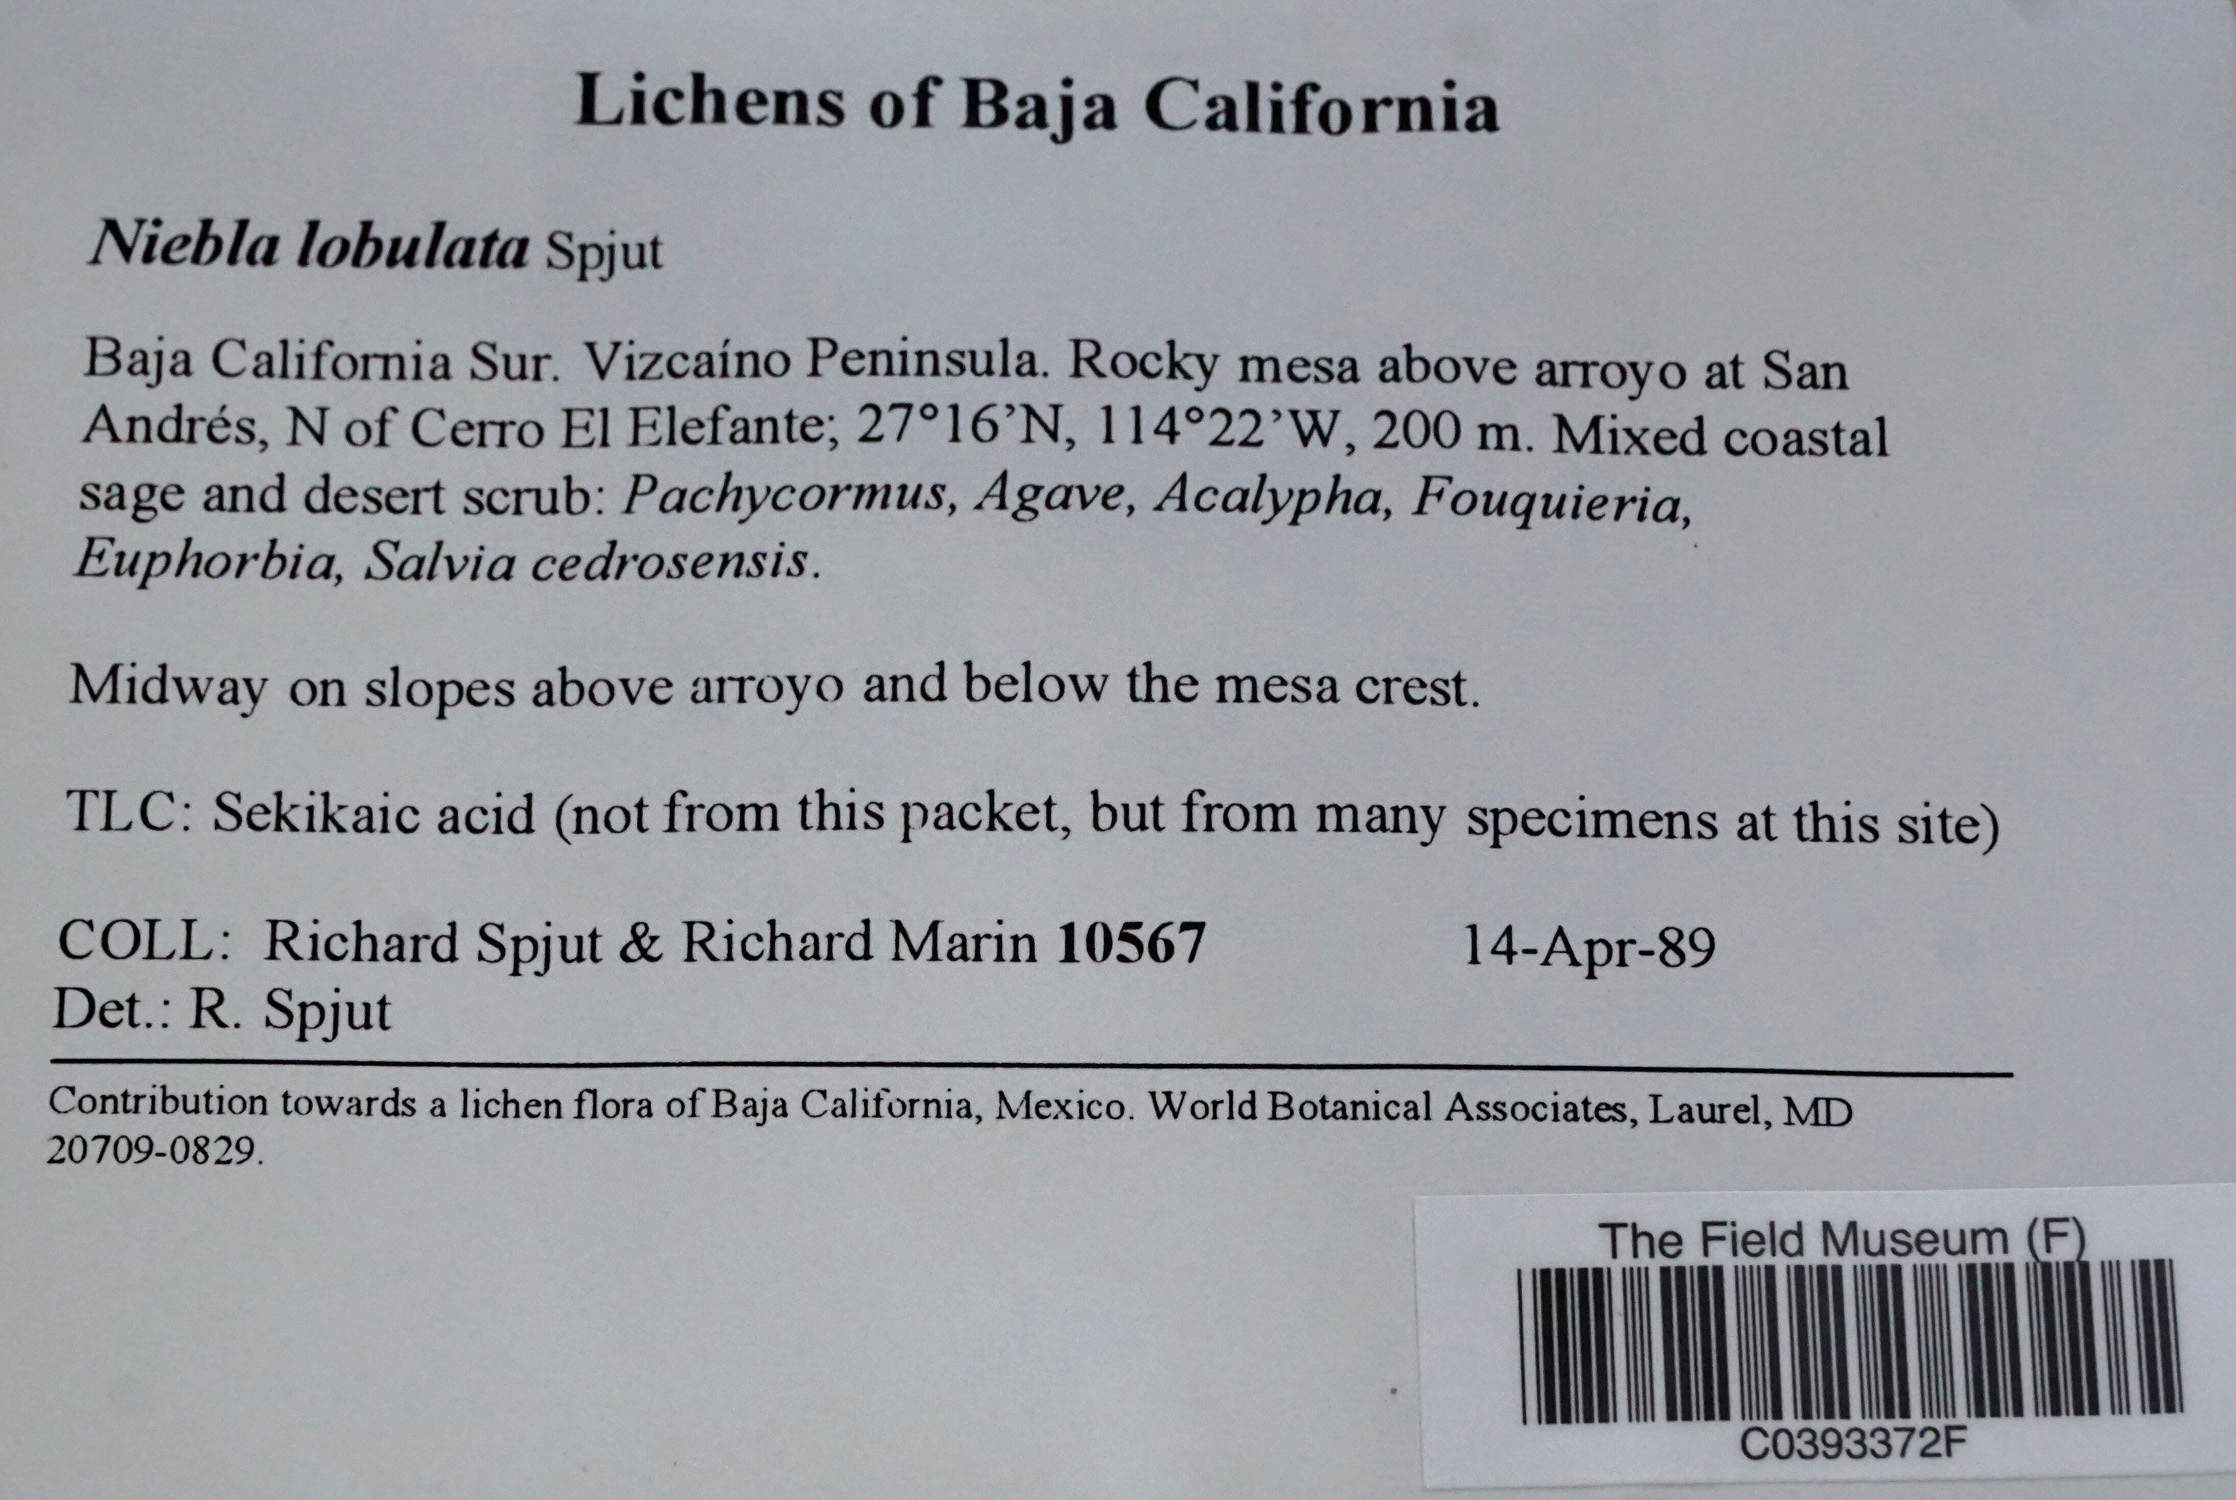 Lichens of Baja California
Niebla lobulata Spjut
Baja California Sur. Vizcaíno Peninsula. Rocky mesa above arroyo at San
Andrés, N of Cerro El Elefante; 27°16’N, 114°22’W, 200 m. Mixed coastal
sage and desert scrub: Pachycormus, Agave, Acalypha, Fouquieria,
Euphorbia, Salvia cedrosensis.
Midway on slopes above arroyo and below the mesa crest.
TLC: Sekikaic acid (not from this packet, but from many specimens at this site)
COLL: Richard Spjut & Richard Marin 10567 14-Apr-89
Det.: R. Spjut
Contribution towards a lichen flora of Baja California, Mexico. World Botanical Associates, Laurel, MD
20709-0829.
The Field Museum (F)
C0393372F